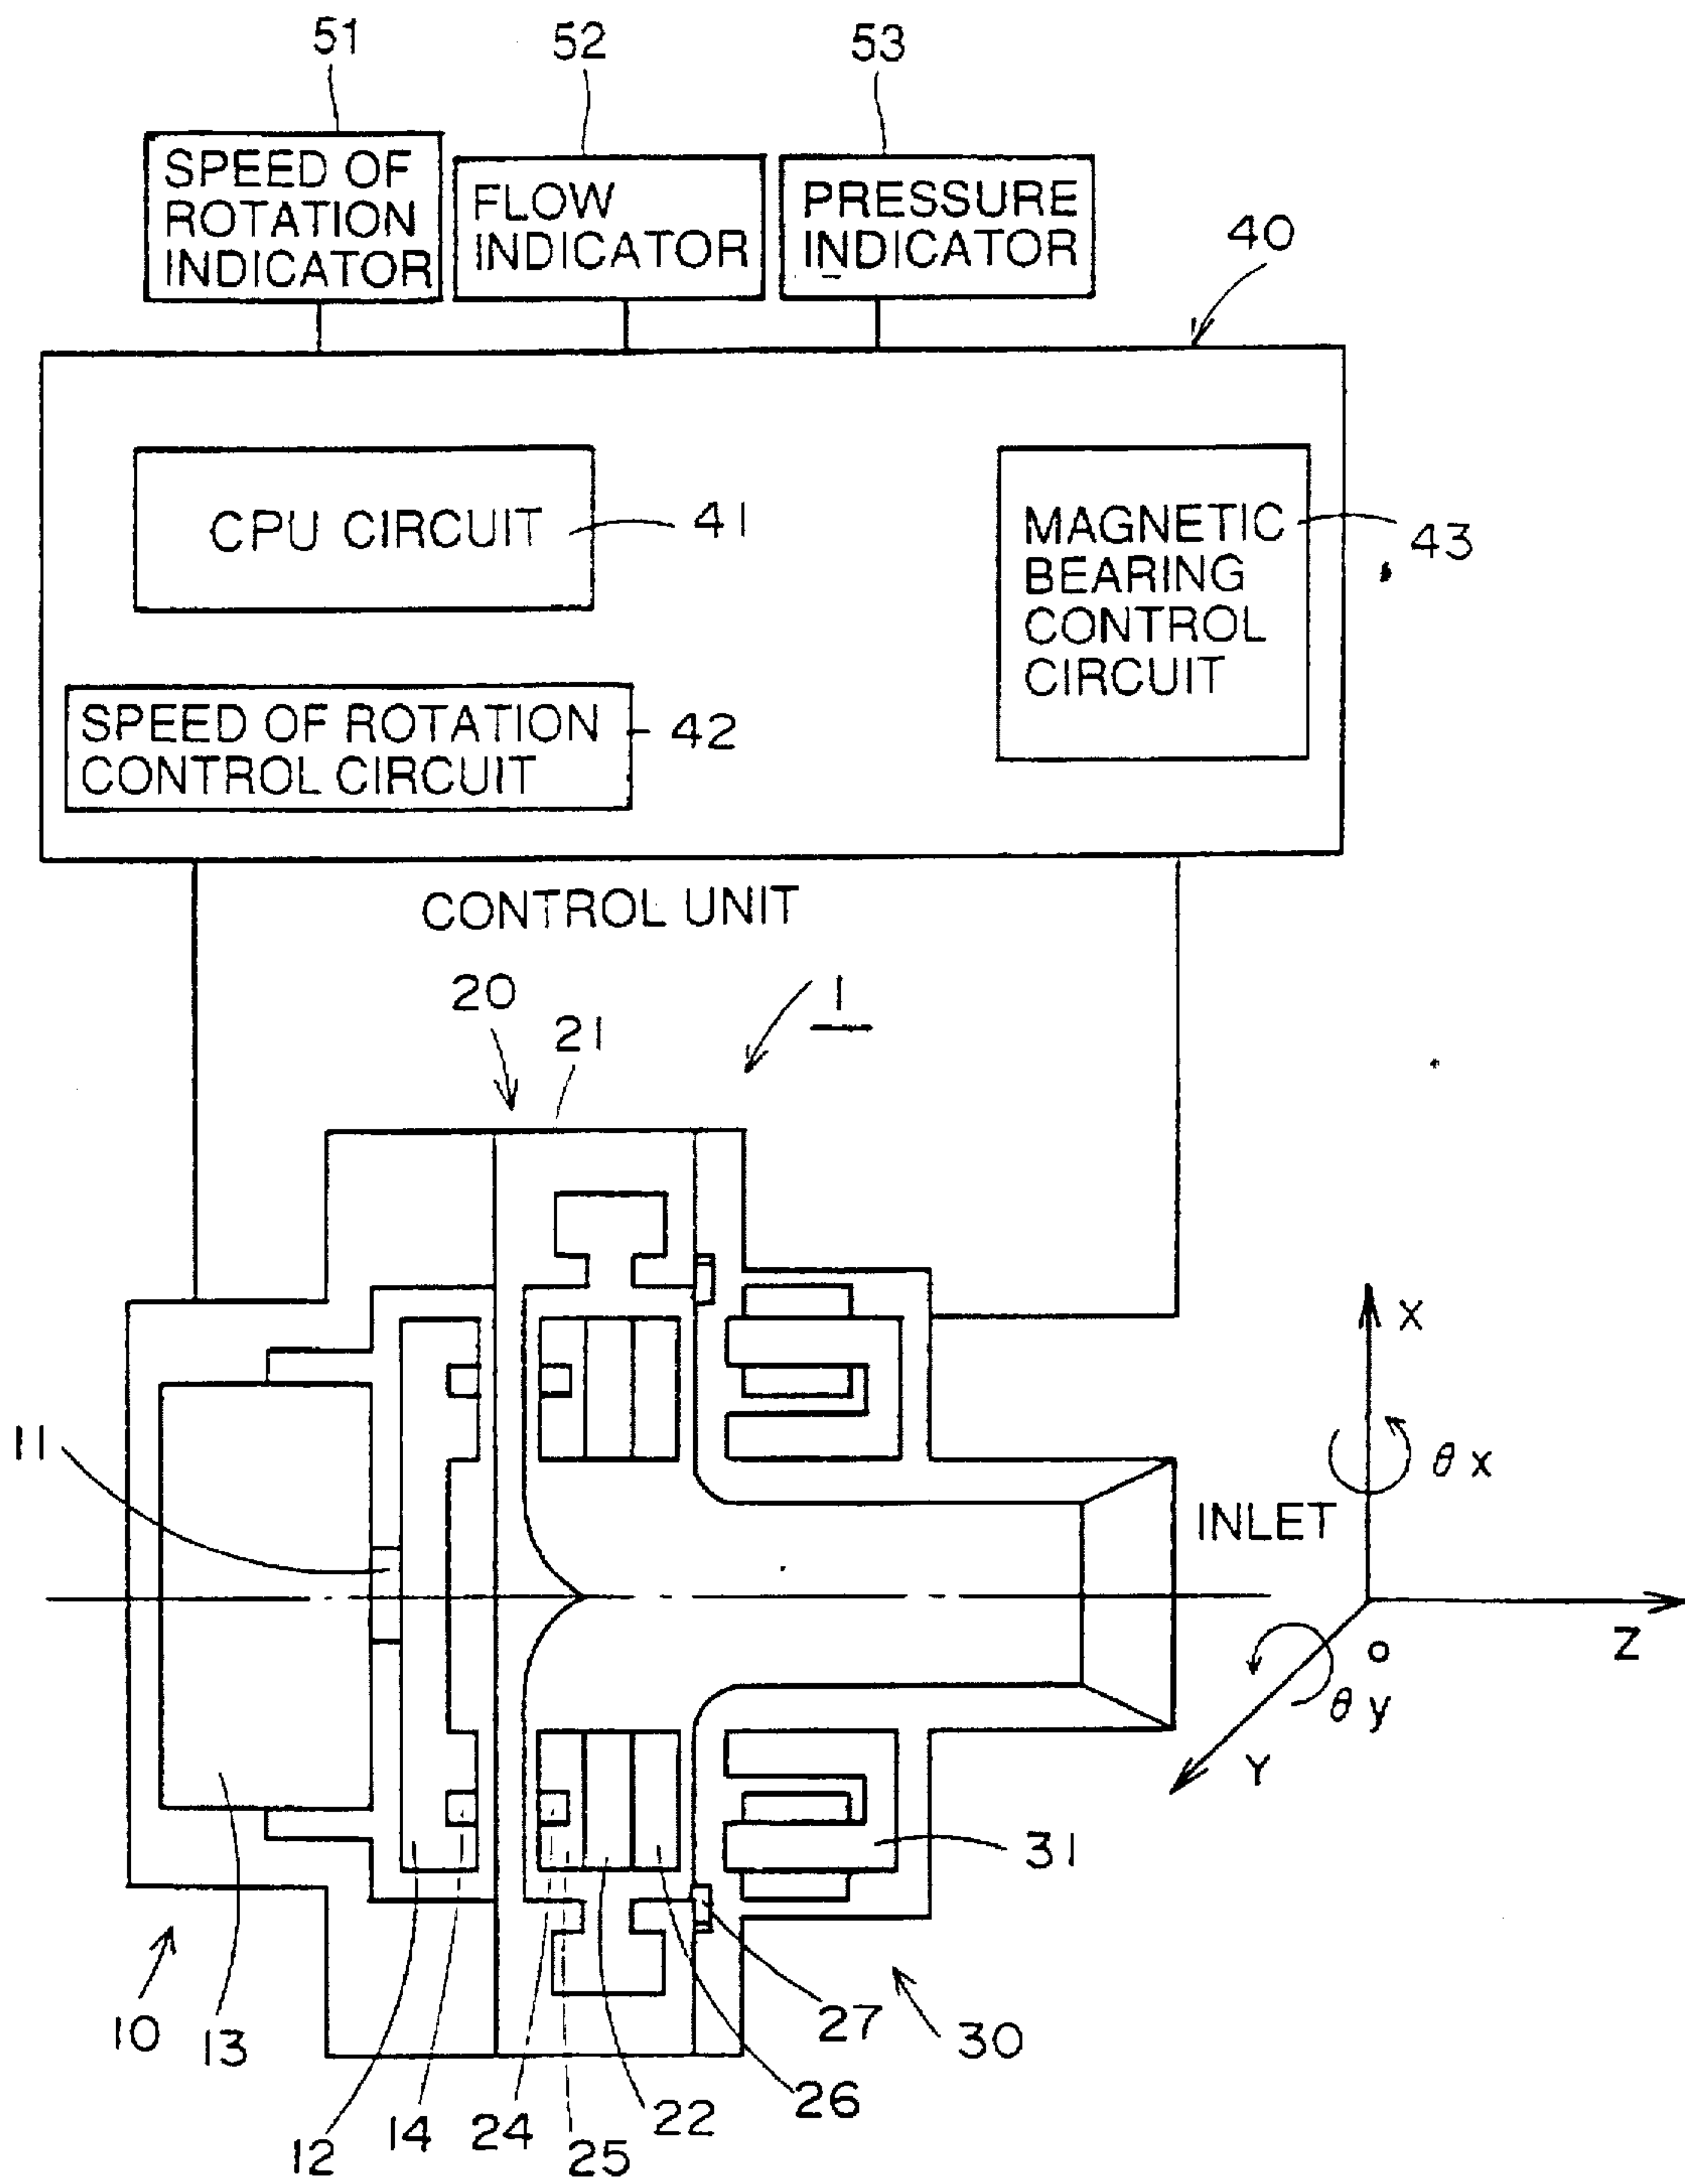 51
52
53
SPEED OF
ROTATION
INDICATOR
FLOW
INDICATOR
PRESSURE
INDICATOR
40
CPU CIRCUIT
41
MAGNETIC
BEARING
CONTROL
CIRCUIT
43
SPEED OF ROTATION
CONTROL CIRCUIT
42
CONTROL UNIT
20
21
1
X
θx
11
INLET
O
Z
θy
Y
31
10
13
27
30
26
12
14
24
25
22